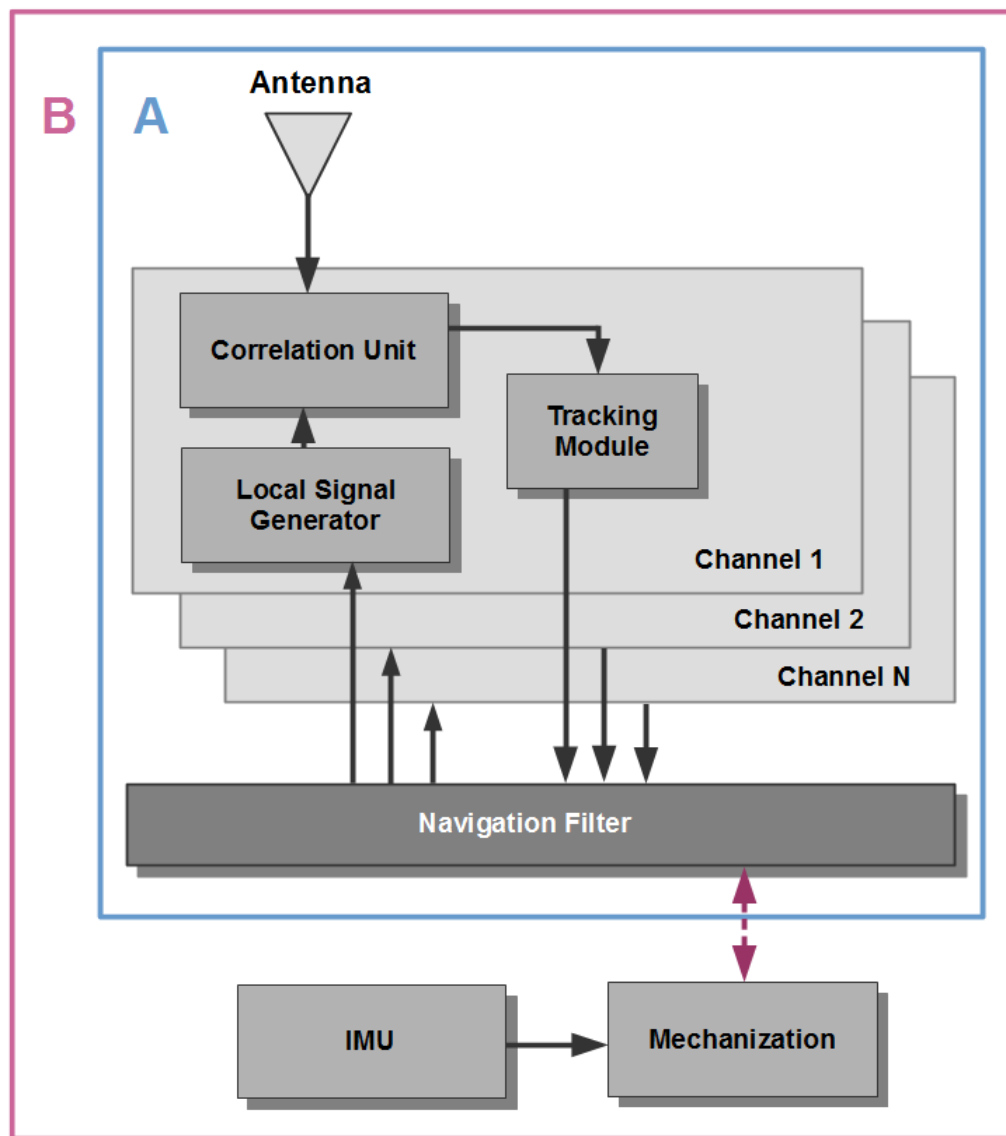 Antenna
B
A
Correlation Unit
Tracking
Module
Local Signal
Generator
Channel 1
Channel 2
Channel N
Navigation Filter
IMU
Mechanization